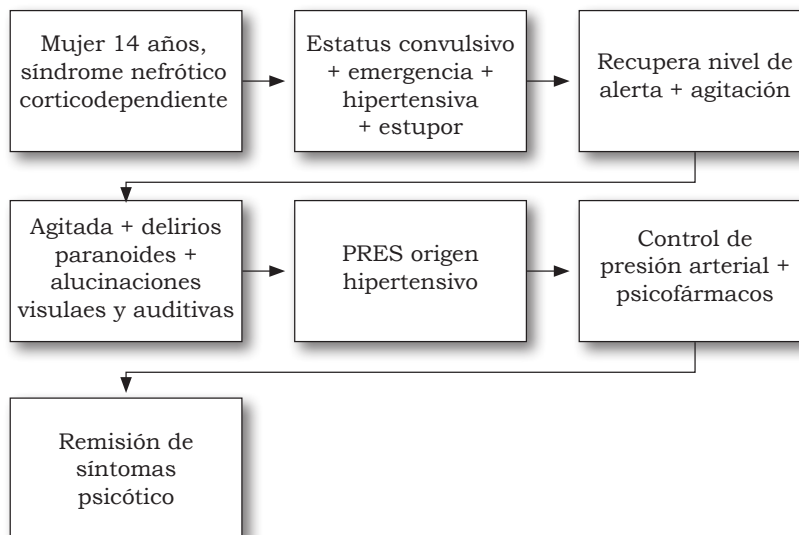 Mujer 14 años,
síndrome nefrótico
corticodependiente
Estatus convulsivo
+ emergencia +
hipertensiva
+ estupor
Recupera nivel de
alerta + agitación
Agitada + delirios
paranoides +
alucinaciones
visulaes y auditivas
PRES origen
hipertensivo
Control de
presión arterial +
psicofármacos
Remisión de
síntomas
psicótico